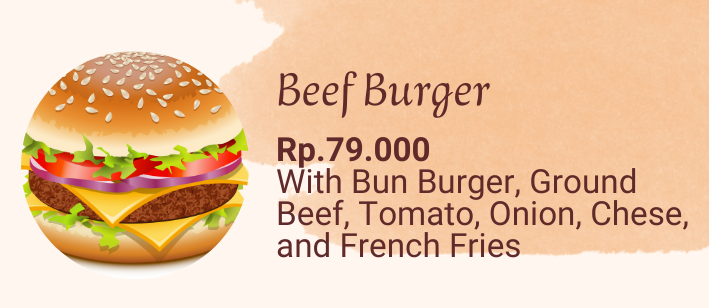 Beef Burger
Rp.79.000
With Bun Burger, Ground
Beef, Tomato, Onion, Chese,
and French Fries